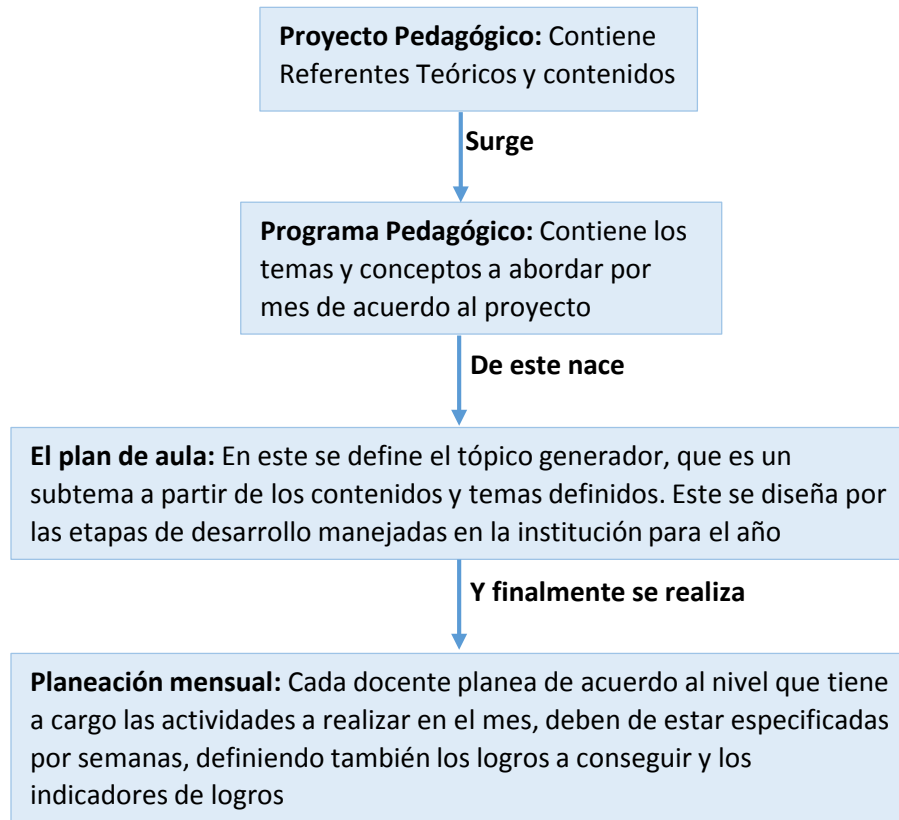 Proyecto Pedagógico: Contiene
Referentes Teóricos y contenidos
Surge
Programa Pedagógico: Contiene los
temas y conceptos a abordar por
mes de acuerdo al proyecto
De este nace
El plan de aula: En este se define el tópico generador, que es un
subtema a partir de los contenidos y temas definidos. Este se diseña por
las etapas de desarrollo manejadas en la institución para el año
Y finalmente se realiza
Planeación mensual: Cada docente planea de acuerdo al nivel que tiene
a cargo las actividades a realizar en el mes, deben de estar especificadas
por semanas, definiendo también los logros a conseguir y los
indicadores de logros